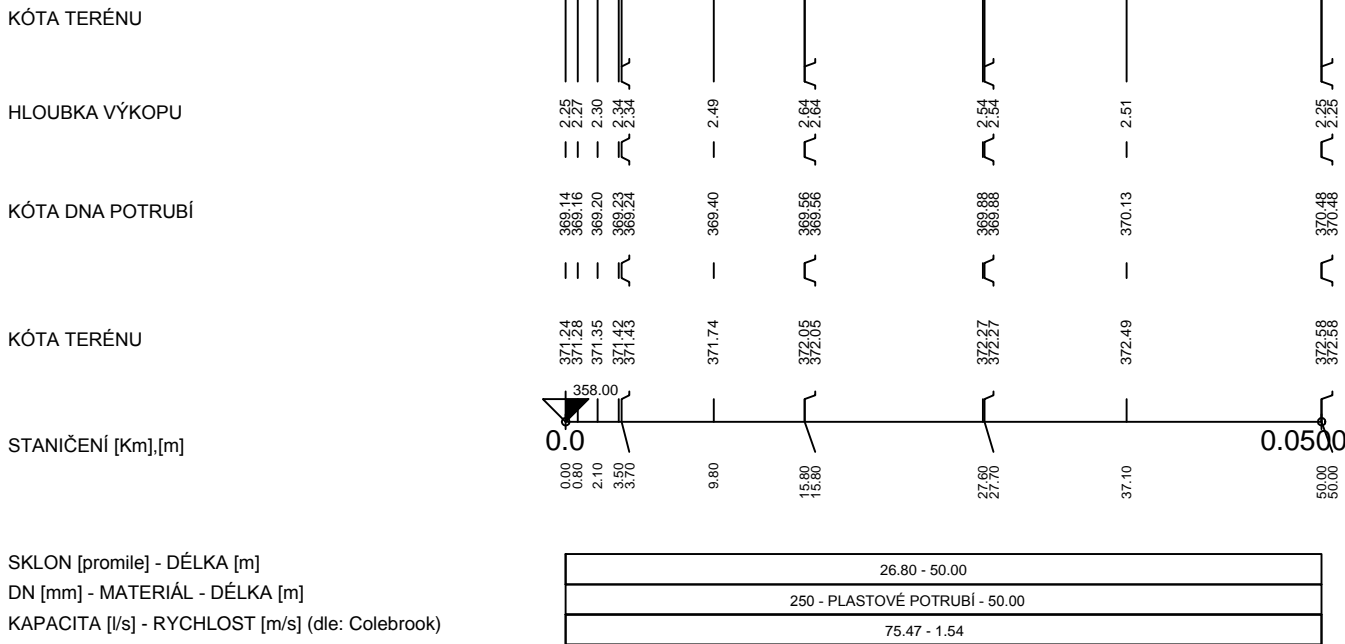 KÓTA TERÉNU
HLOUBKA VÝKOPU
2.25 2.27 2.30 2.34 2.34 2.49 2.64 2.64 2.54 2.54 2.51 2.25 2.25
KÓTA DNA POTRUBÍ
369.14 369.16 369.20 369.23 369.24 369.40 369.56 369.56 369.88 369.88 370.13 370.48 370.48
KÓTA TERÉNU
371.24 371.28 371.35 371.42 371.43 371.74 372.05 372.05 372.27 372.27 372.49 372.58 372.58
358.00
STANIČENÍ [Km],[m]
0.0 0.0500
0.00 0.80 2.10 3.50 3.70 9.80 15.80 15.80 27.60 27.70 37.10 50.00 50.00
SKLON [promile] - DÉLKA [m]
26.80 - 50.00
DN [mm] - MATERIÁL - DÉLKA [m]
250 - PLASTOVÉ POTRUBÍ - 50.00
KAPACITA [l/s] - RYCHLOST [m/s] (dle: Colebrook)
75.47 - 1.54